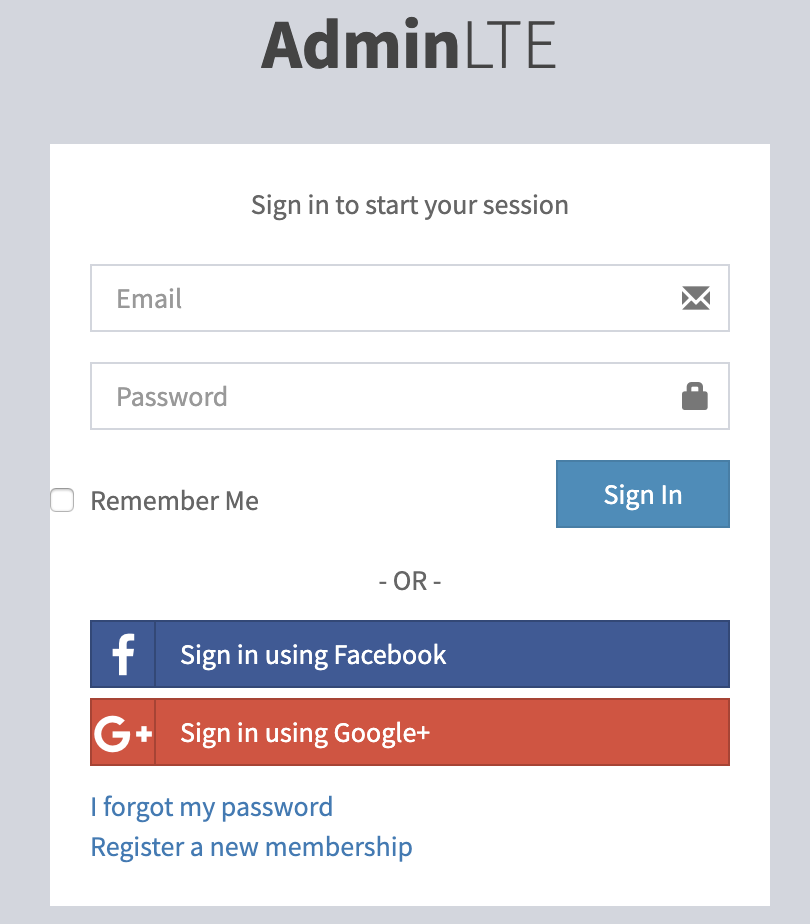 AdminLTE
Sign in to start your session
Email
Password
Remember Me
Sign In
- OR -
Sign in using Facebook
G+ Sign in using Google+
I forgot my password
Register a new membership